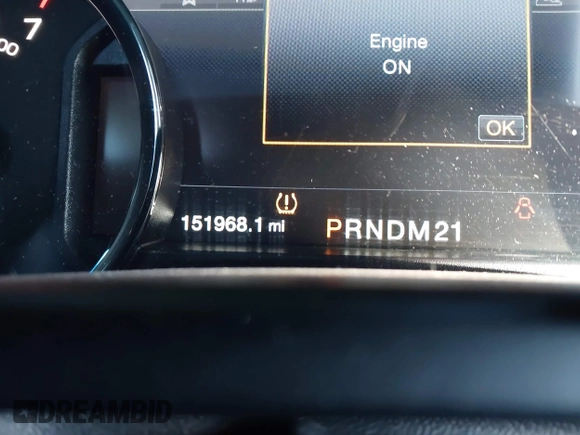 7
Engine
ON
OK
151968.1 mi
PRNDM21
DREAMBID